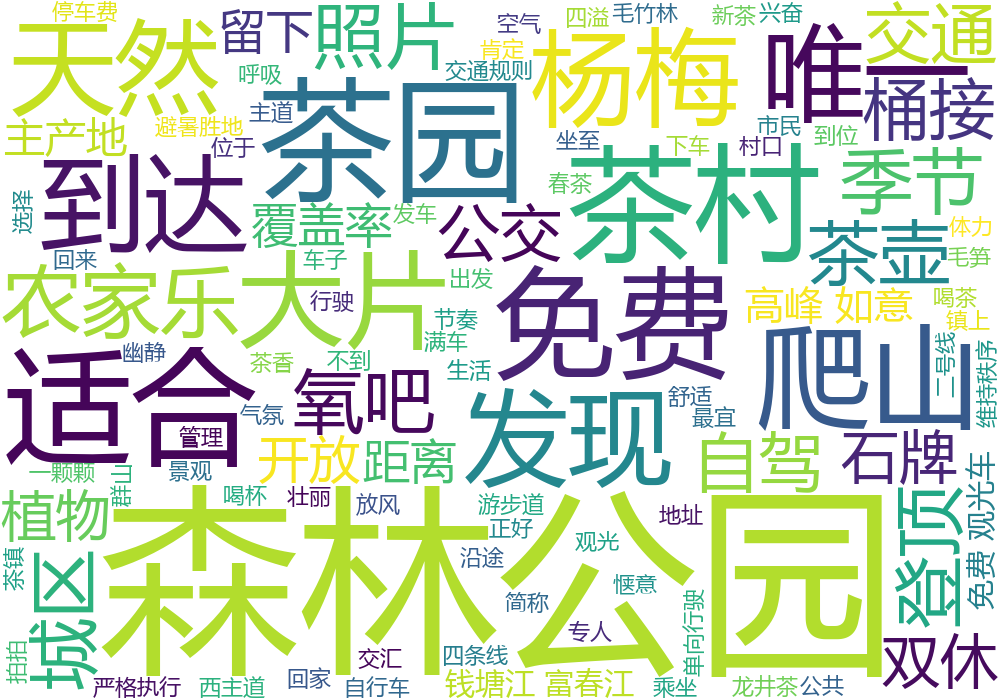 停车费
天然
留下
照片
空气
四溢
毛竹林
新茶
兴奋
交通
呼吸
肯定
交通规则
杨梅
唯一
主产地
避暑胜地
主道
茶园
桶接
位于
坐至
下车
村口
市民
到位
到达
选择
覆盖率
发车
公交
春茶
茶村
季节
回来
车子
茶壶
体力
毛笋
农家乐
大片
行驶
出发
免费
高峰
如意
喝茶
镇上
节奏
幽静
茶香
不到
满车
适合
氧吧
生活
发现
舒适
最宜
爬山
二号线
维持秩序
气氛
管理
开放
距离
自驾
石牌
一颗颗
群山
景观
喝杯
壮丽
放风
游步道
正好
地址
植物
森林公园
登顶
观光车
观光
沿途
茶镇
城区
简称
惬意
免费
专人
单向行驶
拍拍
交汇
四条线
双休
严格执行
西主道
回家
自行车
钱塘江
富春江
乘坐
龙井茶
公共